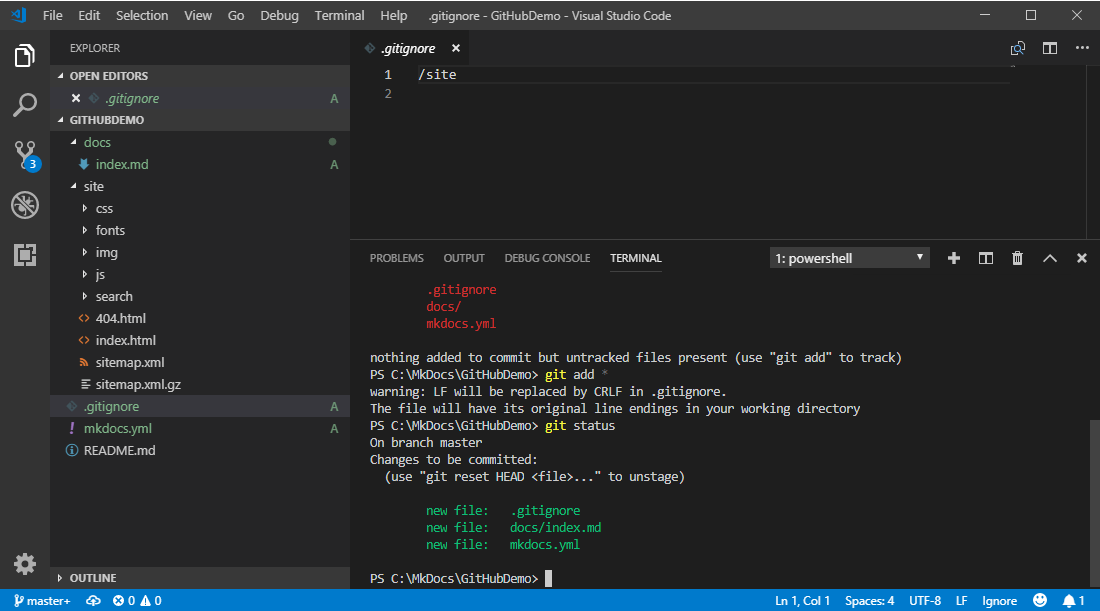 File Edit Selection View Go Debug Terminal Help .gitignore - GitHubDemo - Visual Studio Code
EXPLORER
OPEN EDITORS
.gitignore A
GITHUBDEMO
docs
index.md A
site
css
fonts
img
js
search
404.html
index.html
sitemap.xml
sitemap.xml.gz
.gitignore A
mkdocs.yml A
README.md
OUTLINE
3
.gitignore
1 /site
2
PROBLEMS OUTPUT DEBUG CONSOLE TERMINAL 1: powershell
.gitignore
docs/
mkdocs.yml
nothing added to commit but untracked files present (use "git add" to track)
PS C:\MkDocs\GitHubDemo> git add *
warning: LF will be replaced by CRLF in .gitignore.
The file will have its original line endings in your working directory
PS C:\MkDocs\GitHubDemo> git status
On branch master
Changes to be committed:
(use "git reset HEAD <file>..." to unstage)
new file: .gitignore
new file: docs/index.md
new file: mkdocs.yml
PS C:\MkDocs\GitHubDemo>
master+ 0 0 Ln 1, Col 1 Spaces: 4 UTF-8 LF Ignore 1